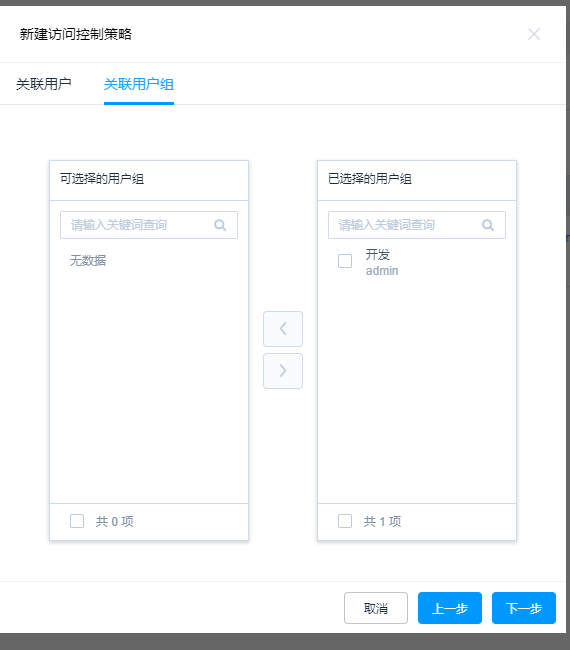 新建访问控制策略
关联用户
关联用户组
可选择的用户组
请输入关键词查询
无数据
共 0 项
已选择的用户组
请输入关键词查询
开发
admin
共 1 项
取消
上一步
下一步